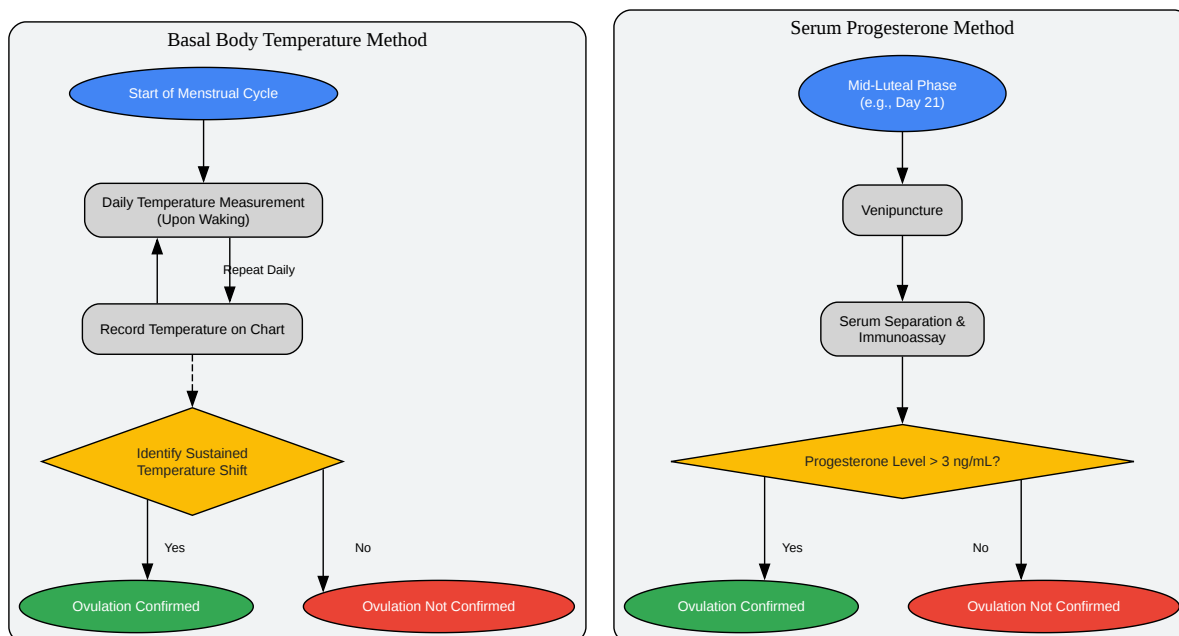 Basal Body Temperature Method
Start of Menstrual Cycle
Daily Temperature Measurement
(Upon Waking)
Repeat Daily
Record Temperature on Chart
Identify Sustained
Temperature Shift
Yes
No
Ovulation Confirmed
Ovulation Not Confirmed
Serum Progesterone Method
Mid-Luteal Phase
(e.g., Day 21)
Venipuncture
Serum Separation &
Immunoassay
Progesterone Level > 3 ng/mL?
Yes
No
Ovulation Confirmed
Ovulation Not Confirmed